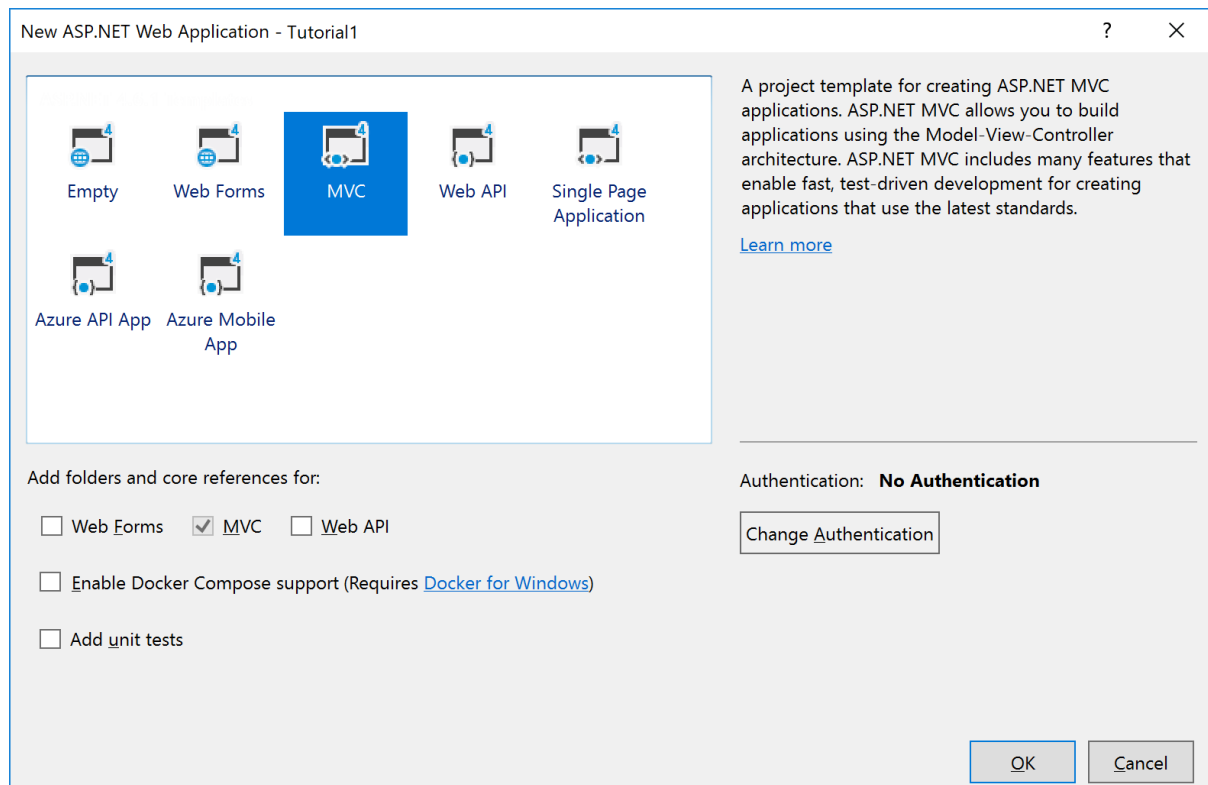 New ASP.NET Web Application - Tutorial1
?
4 4 4 4 4
Empty Web Forms MVC Web API Single Page
Application
4 4
Azure API App Azure Mobile
App
A project template for creating ASP.NET MVC
applications. ASP.NET MVC allows you to build
applications using the Model-View-Controller
architecture. ASP.NET MVC includes many features that
enable fast, test-driven development for creating
applications that use the latest standards.
Learn more
Add folders and core references for:
Web Forms MVC Web API
Enable Docker Compose support (Requires Docker for Windows)
Add unit tests
Authentication: No Authentication
Change Authentication
OK Cancel